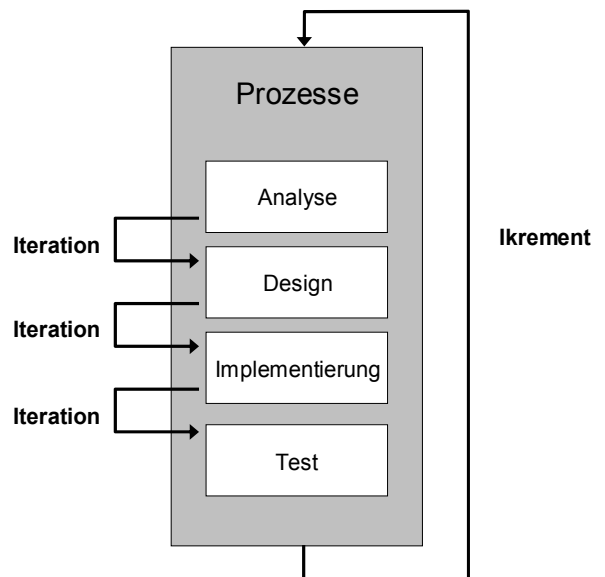 Prozesse
Analyse
Iteration
Ikrement
Design
Iteration
Implementierung
Iteration
Test